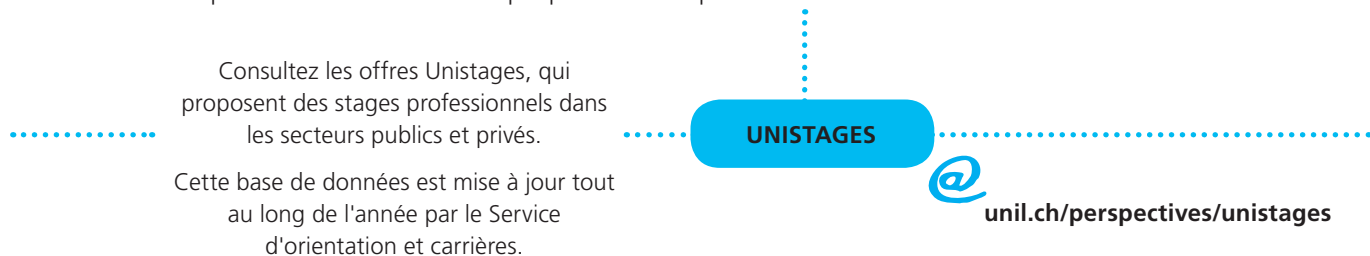 Consultez les offres Unistages, qui
proposent des stages professionnels dans
les secteurs publics et privés.
Cette base de données est mise à jour tout
au long de l'année par le Service
d'orientation et carrières.
UNISTAGES
@
unil.ch/perspectives/unistages